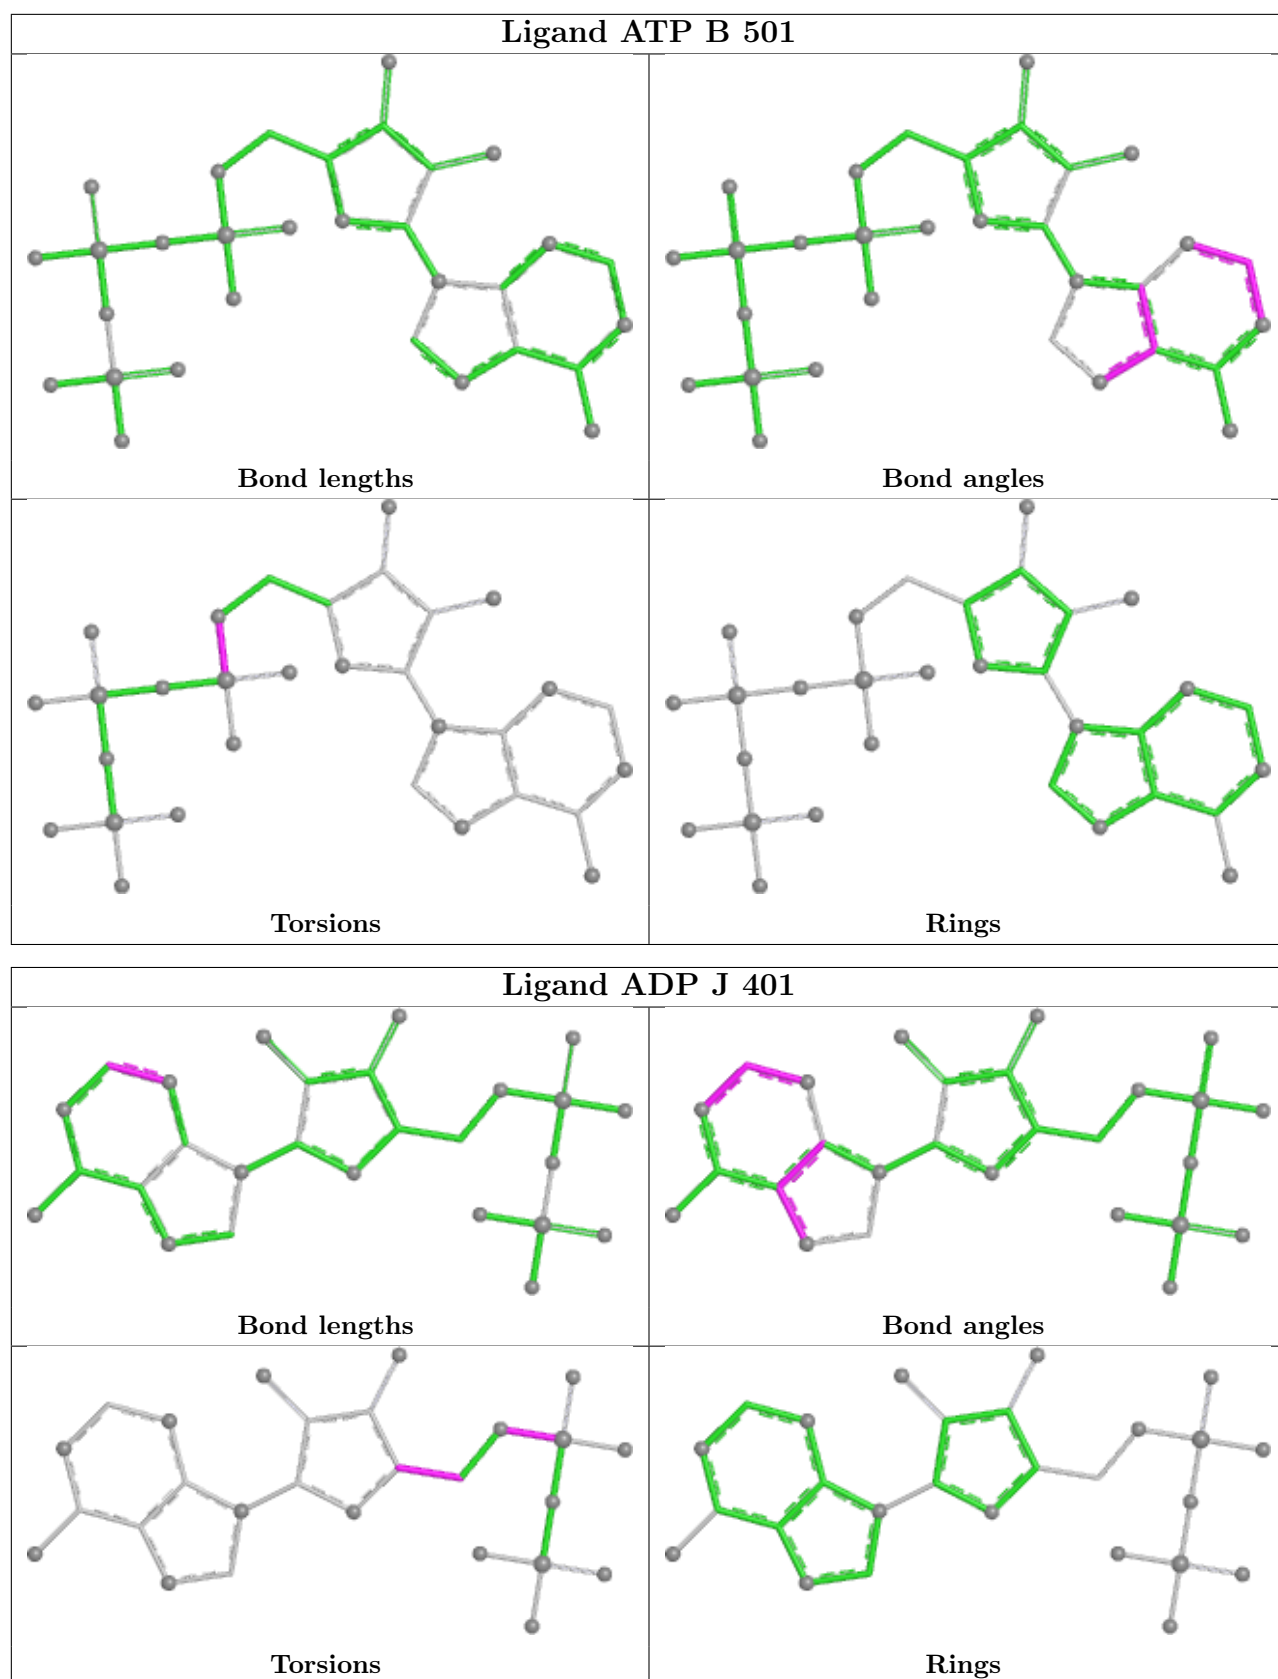 Ligand ATP B 501
Bond lengths
Bond angles
Torsions
Rings
Ligand ADP J 401
Bond lengths
Bond angles
Torsions
Rings